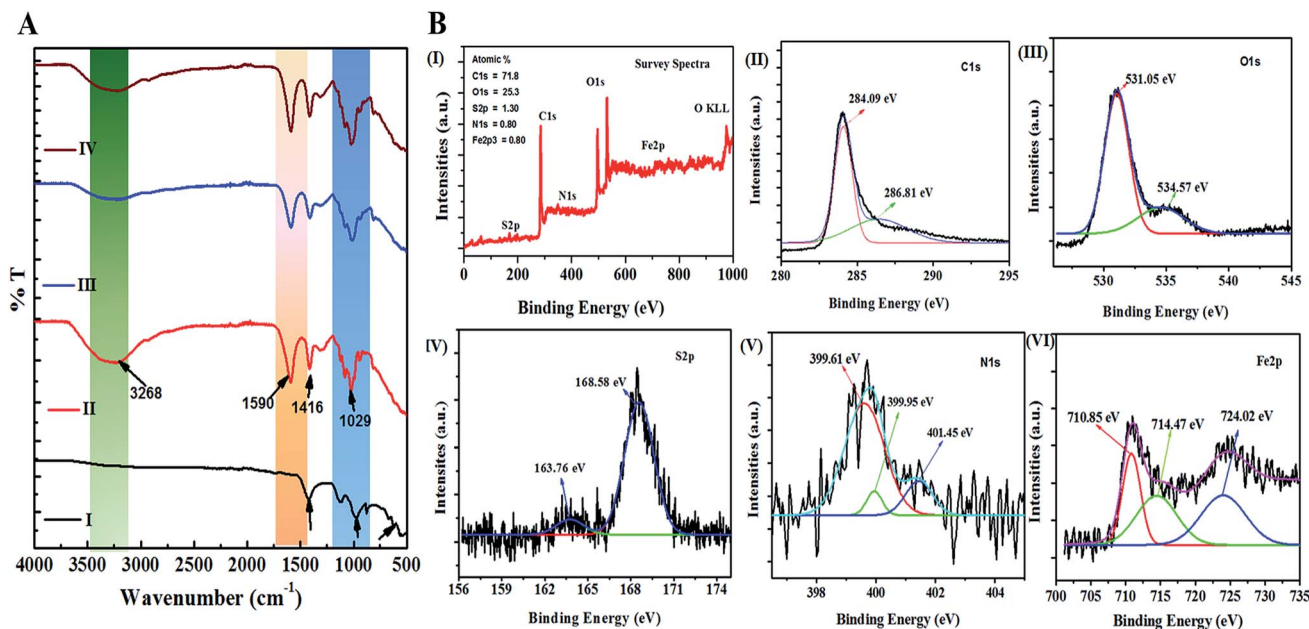 A
IV
III
II
I
3268
1590
1416
1029
% T
4000
3500
3000
2500
2000
1500
1000
500
Wavenumber (cm⁻¹)
B
(I)
Atomic %
C1s = 71.8
O1s = 25.3
S2p = 1.30
N1s = 0.80
Fe2p3 = 0.80
Survey Spectra
O1s
C1s
O KLL
Fe2p
N1s
S2p
Intensities (a.u.)
0
200
400
600
800
1000
Binding Energy (eV)
(II)
C1s
284.09 eV
286.81 eV
Intensities (a.u.)
280
285
290
295
Binding Energy (eV)
(III)
O1s
531.05 eV
534.57 eV
Intensities (a.u.)
530
535
540
545
Binding Energy (eV)
IV)
S2p
168.58 eV
163.76 eV
Intensities (a.u.)
156
159
162
165
168
171
175
Binding Energy (eV)
(V)
N1s
399.61 eV
399.95 eV
401.45 eV
Intensities (a.u.)
398
400
402
404
Binding Energy (eV)
(VI)
Fe2p
710.85 eV
714.47 eV
724.02 eV
Intensities (a.u.)
700
705
710
715
720
725
730
735
Binding Energy (eV)